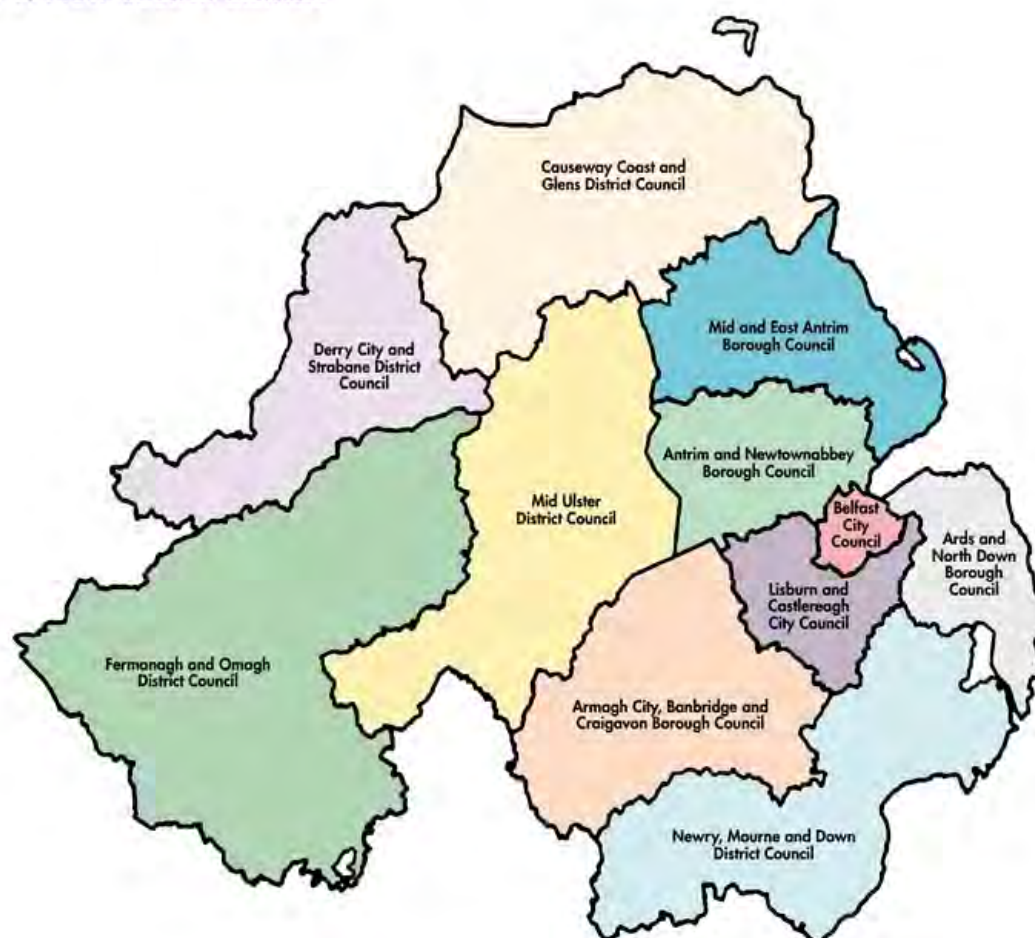 Causeway Coast and
Glens District Council
Mid and East Antrim
Borough Council
Derry City and
Strabane District
Council
Antrim and Newtownabbey
Borough Council
Mid Ulster
District Council
Belfast
City
Council
Ards and
North Down
Borough
Council
Lisburn and
Castlereagh
City Council
Fermanagh and Omagh
District Council
Armagh City, Banbridge and
Craigavon Borough Council
Newry, Mourne and Down
District Council